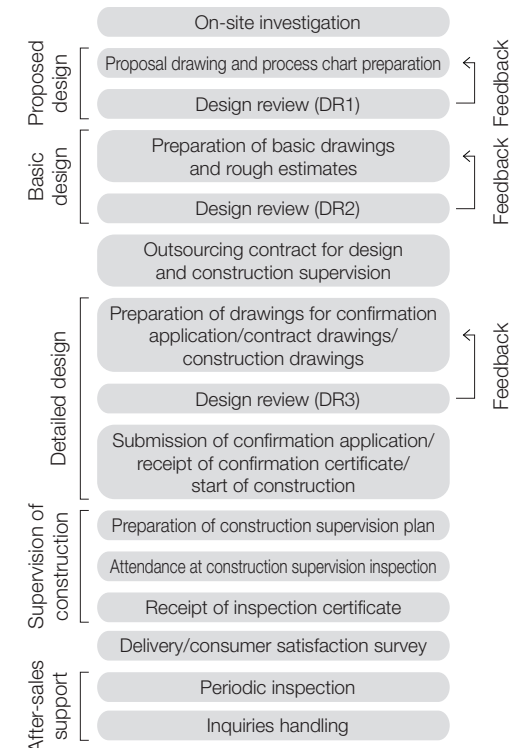 On-site investigation
Proposed
design
Proposal drawing and process chart preparation
Design review (DR1)
Feedback
Basic
design
Preparation of basic drawings
and rough estimates
Design review (DR2)
Feedback
Outsourcing contract for design
and construction supervision
Detailed design
Preparation of drawings for confirmation
application/contract drawings/
construction drawings
Design review (DR3)
Feedback
Submission of confirmation application/
receipt of confirmation certificate/
start of construction
Supervision of
construction
Preparation of construction supervision plan
Attendance at construction supervision inspection
Receipt of inspection certificate
Delivery/consumer satisfaction survey
After-sales
support
Periodic inspection
Inquiries handling